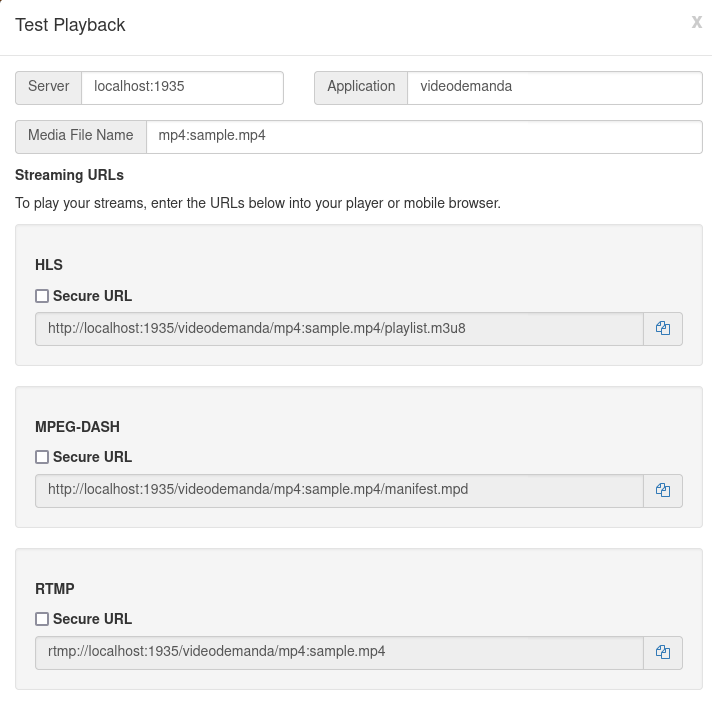 Test Playback
x
Server localhost:1935 Application videodemanda
Media File Name mp4:sample.mp4
Streaming URLs
To play your streams, enter the URLs below into your player or mobile browser.
HLS
Secure URL
http://localhost:1935/videodemanda/mp4:sample.mp4/playlist.m3u8
MPEG-DASH
Secure URL
http://localhost:1935/videodemanda/mp4:sample.mp4/manifest.mpd
RTMP
Secure URL
rtmp://localhost:1935/videodemanda/mp4:sample.mp4